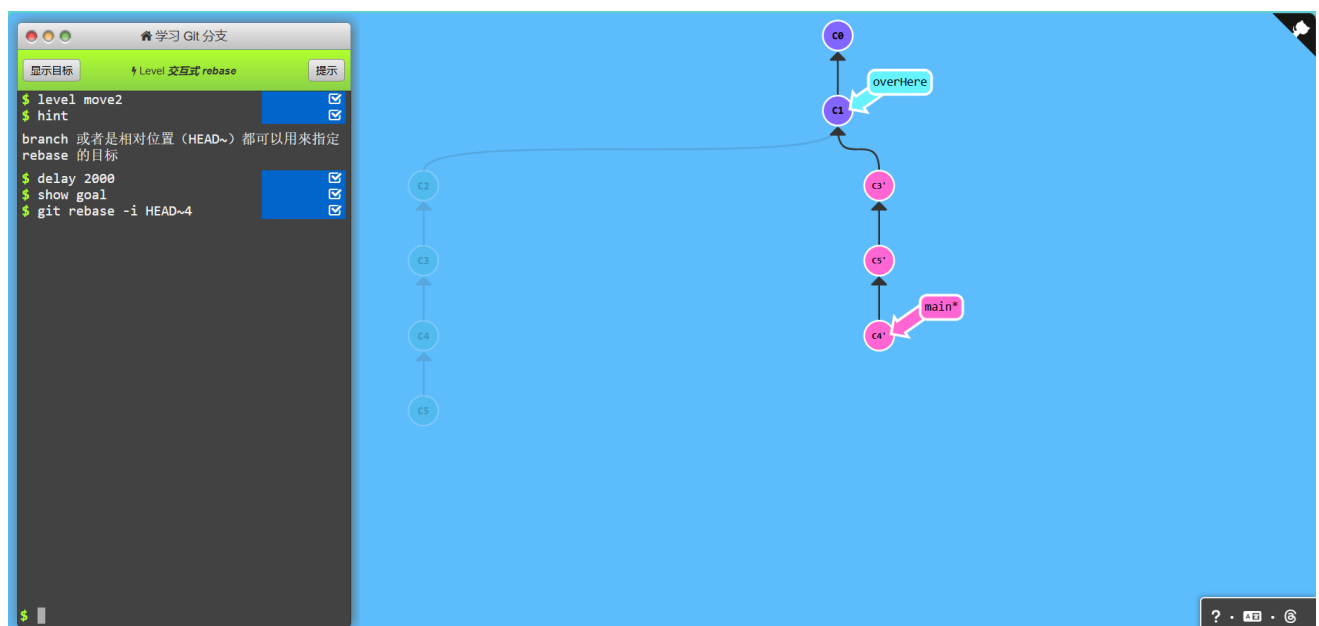 学习 Git 分支
显示目标
Level 交互式 rebase
提示
$ level move2
$ hint
branch 或者是相对位置（HEAD~）都可以用來指定
rebase 的目标
$ delay 2000
$ show goal
$ git rebase -i HEAD~4
$
C0
overHere
C1
C2
C3'
C3
C5'
main*
C4
C4'
C5
? · A文 ·